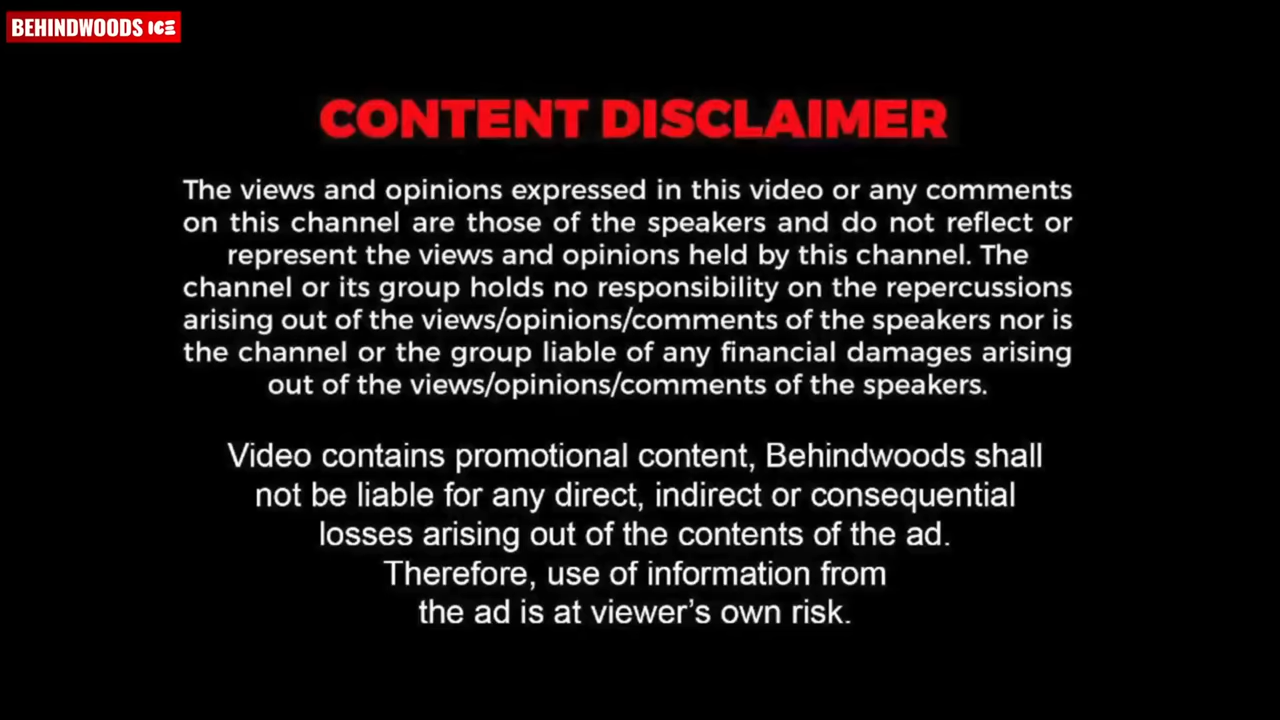 BEHINDWOODS ICE
CONTENT DISCLAIMER
The views and opinions expressed in this video or any comments
on this channel are those of the speakers and do not reflect or
represent the views and opinions held by this channel. The
channel or its group holds no responsibility on the repercussions
arising out of the views/opinions/comments of the speakers nor is
the channel or the group liable of any financial damages arising
out of the views/opinions/comments of the speakers.
Video contains promotional content, Behindwoods shall
not be liable for any direct, indirect or consequential
losses arising out of the contents of the ad.
Therefore, use of information from
the ad is at viewer’s own risk.